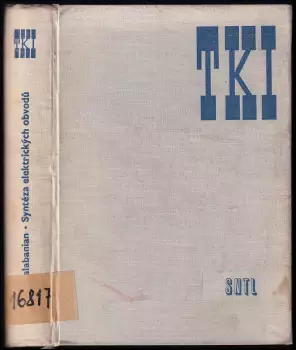 TKI
alabanian • Syntéza elektrických obvodů
16817
TKI
SNTL